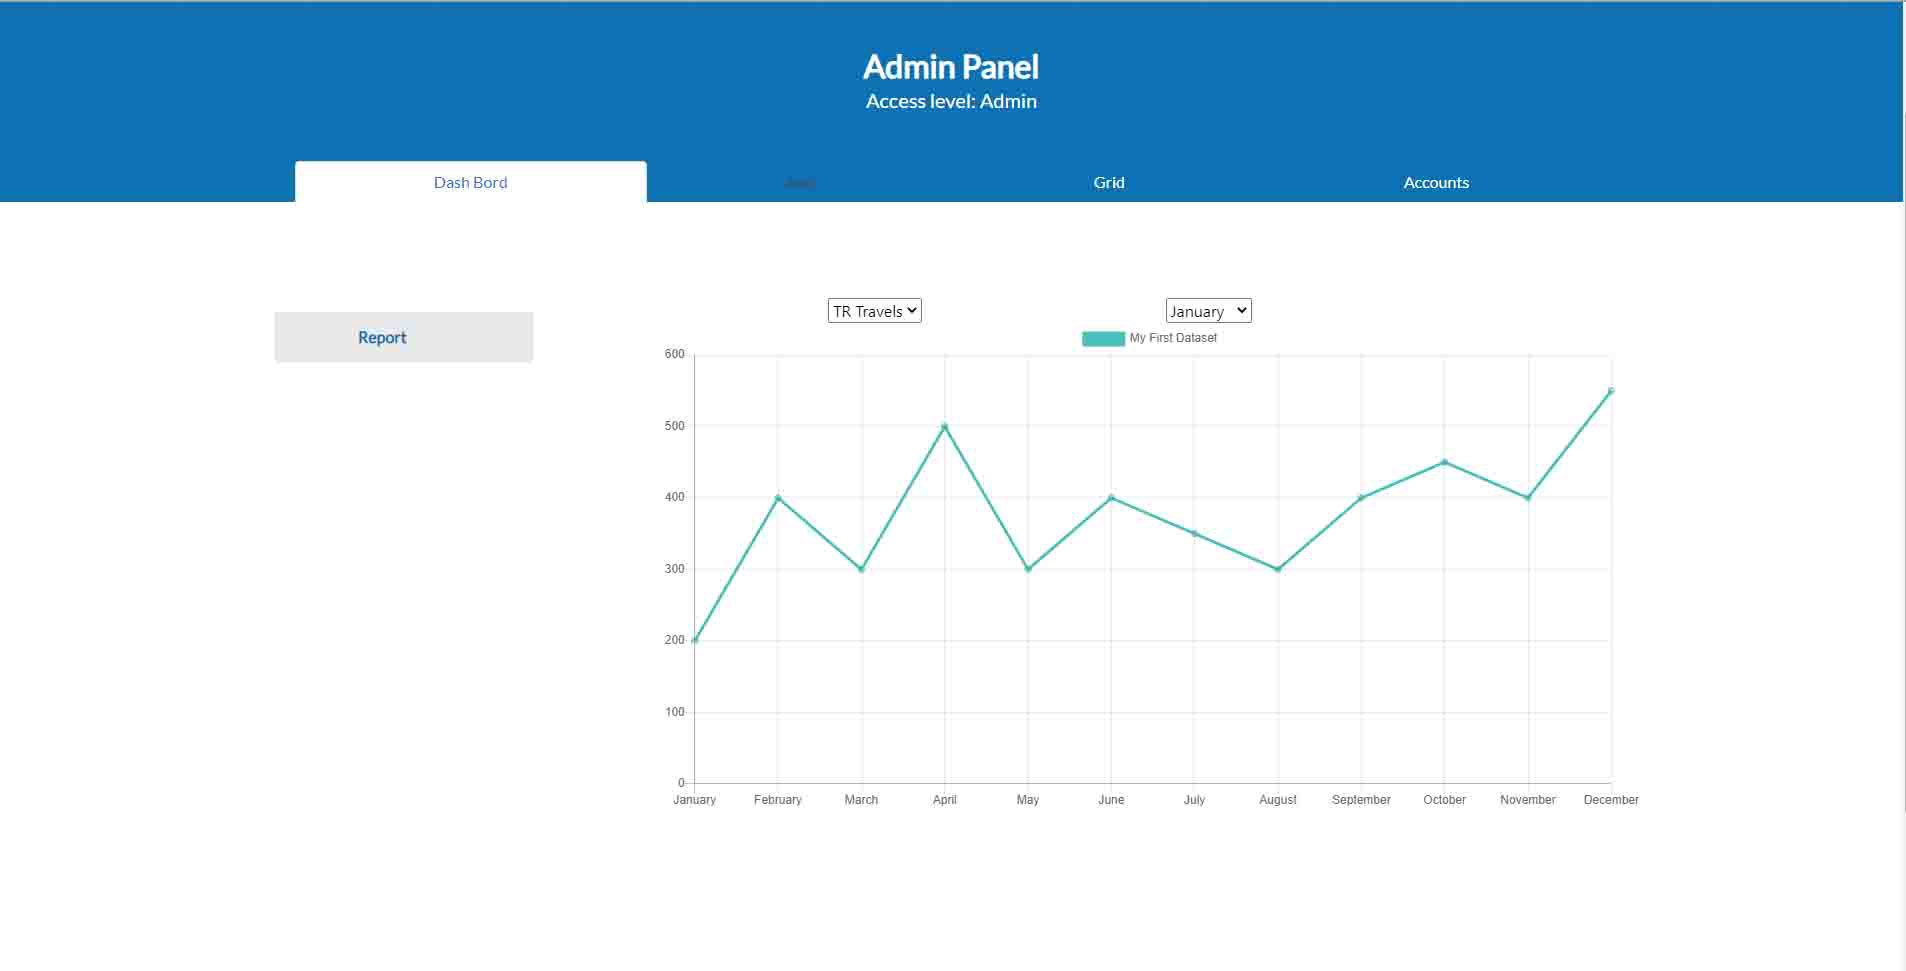 Admin Panel
Access level: Admin
Dash Bord
Grid
Accounts
Report
TR Travels
January
My First Dataset
600
500
400
300
200
100
0
January February March April May June July August September October November December